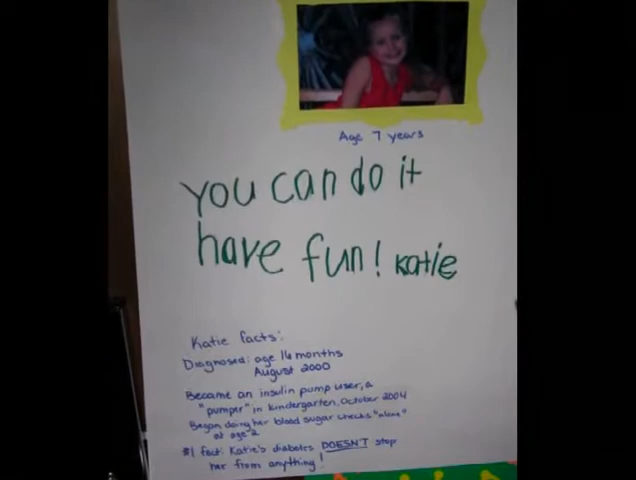 Age 7 years
you can do it
have fun! Katie
Katie facts:
Diagnosed: age 16 months
August 2000
Became an insulin pump user, a
"pumper" in kindergarten, October 2004
Began doing her blood sugar checks "alone"
at age 2
#1 fact: Katie's diabetes DOESN'T stop
her from anything!